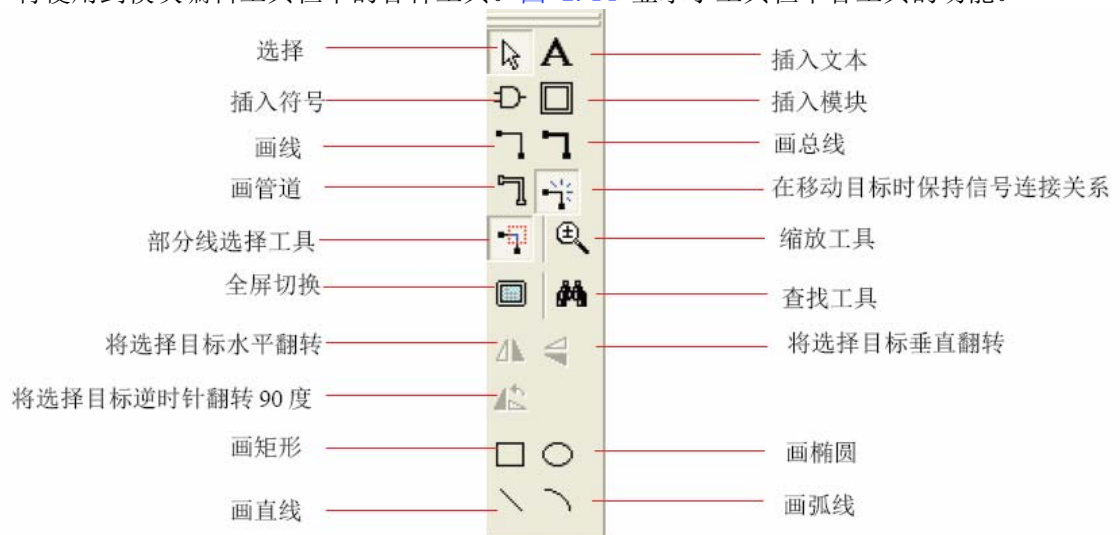 选择
插入文本
插入符号
插入模块
画线
画总线
画管道
在移动目标时保持信号连接关系
部分线选择工具
缩放工具
全屏切换
查找工具
将选择目标水平翻转
将选择目标垂直翻转
将选择目标逆时针翻转 90 度
画矩形
画椭圆
画直线
画弧线